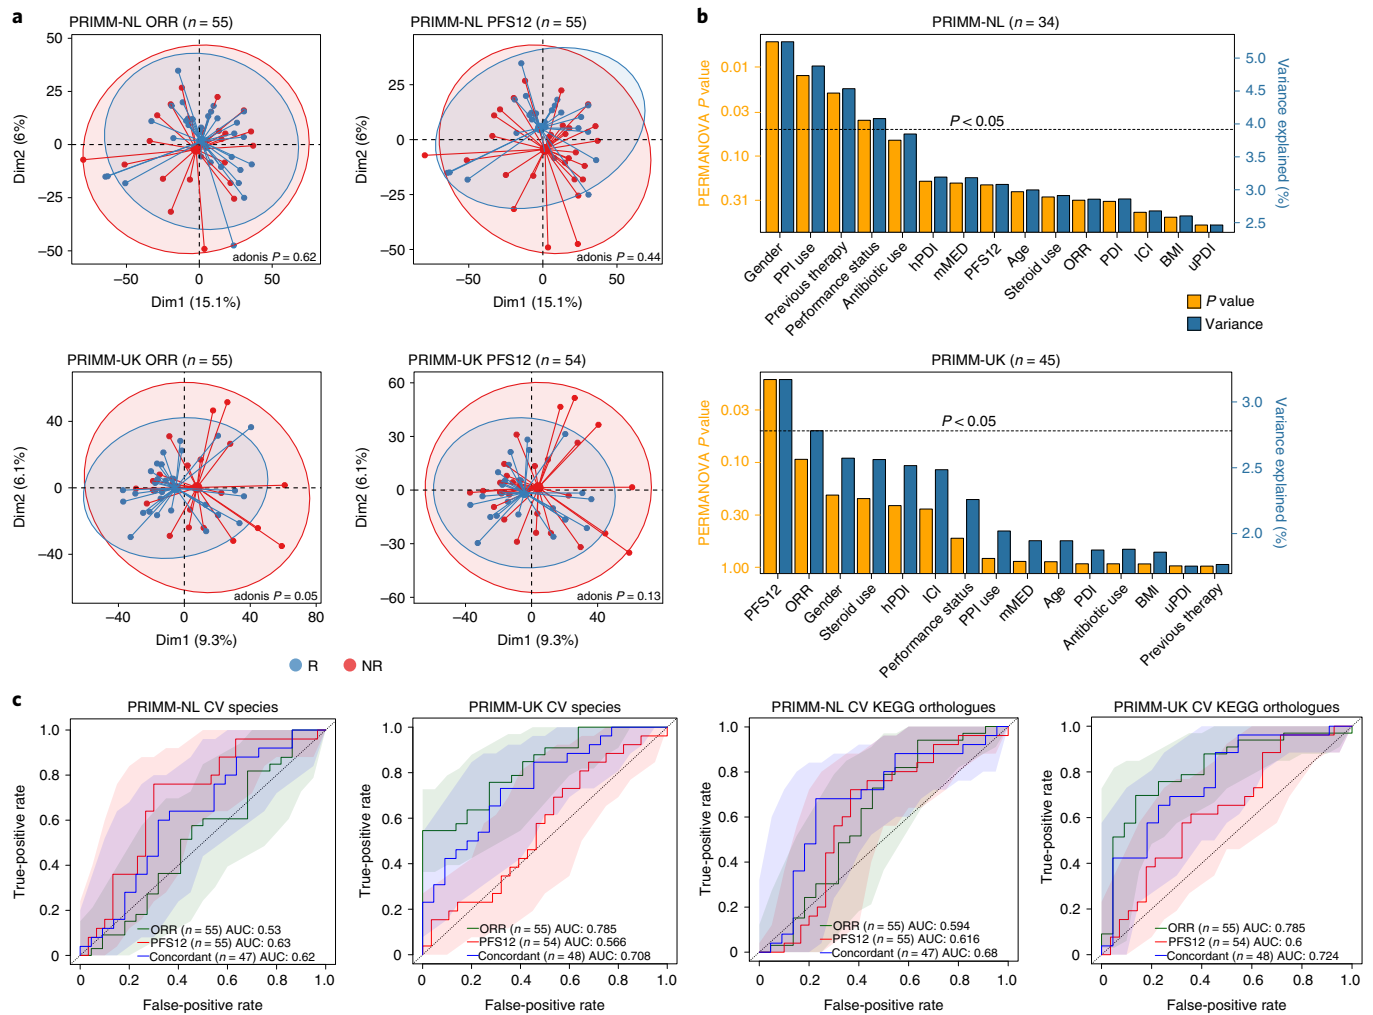 a
PRIMM-NL ORR (n = 55)
50
25
0
−25
−50
Dim2 (6%)
adonis P = 0.62
−50
0
50
Dim1 (15.1%)
PRIMM-NL PFS12 (n = 55)
25
0
−25
−50
Dim2 (6%)
adonis P = 0.44
−50
0
50
Dim1 (15.1%)
PRIMM-UK ORR (n = 55)
40
0
−40
Dim2 (6.1%)
adonis P = 0.05
−40
0
40
80
Dim1 (9.3%)
PRIMM-UK PFS12 (n = 54)
60
30
0
−30
−60
Dim2 (6.1%)
adonis P = 0.13
−40
0
40
Dim1 (9.3%)
R
NR
b
PRIMM-NL (n = 34)
PERMANOVA P value
0.01
0.03
0.10
0.31
P < 0.05
5.0
4.5
4.0
3.5
3.0
2.5
Variance explained (%)
Gender
PPI use
Previous therapy
Performance status
Antibiotic use
hPDI
mMED
PFS12
Age
Steroid use
ORR
PDI
ICI
BMI
uPDI
P value
Variance
PRIMM-UK (n = 45)
PERMANOVA P value
0.03
0.10
0.30
1.00
P < 0.05
3.0
2.5
2.0
Variance explained (%)
PFS12
ORR
Gender
Steroid use
hPDI
ICI
Performance status
PPI use
mMED
Age
PDI
Antibiotic use
BMI
uPDI
Previous therapy
c
PRIMM-NL CV species
True-positive rate
1.0
0.8
0.6
0.4
0.2
0
ORR (n = 55) AUC: 0.53
PFS12 (n = 55) AUC: 0.63
Concordant (n = 47) AUC: 0.62
0
0.2
0.4
0.6
0.8
1.0
False-positive rate
PRIMM-UK CV species
True-positive rate
1.0
0.8
0.6
0.4
0.2
0
ORR (n = 55) AUC: 0.785
PFS12 (n = 54) AUC: 0.566
Concordant (n = 48) AUC: 0.708
0
0.2
0.4
0.6
0.8
1.0
False-positive rate
PRIMM-NL CV KEGG orthologues
True-positive rate
1.0
0.8
0.6
0.4
0.2
0
ORR (n = 55) AUC: 0.594
PFS12 (n = 55) AUC: 0.616
Concordant (n = 47) AUC: 0.68
0
0.2
0.4
0.6
0.8
1.0
False-positive rate
PRIMM-UK CV KEGG orthologues
True-positive rate
1.0
0.8
0.6
0.4
0.2
0
ORR (n = 55) AUC: 0.785
PFS12 (n = 54) AUC: 0.6
Concordant (n = 48) AUC: 0.724
0
0.2
0.4
0.6
0.8
1.0
False-positive rate